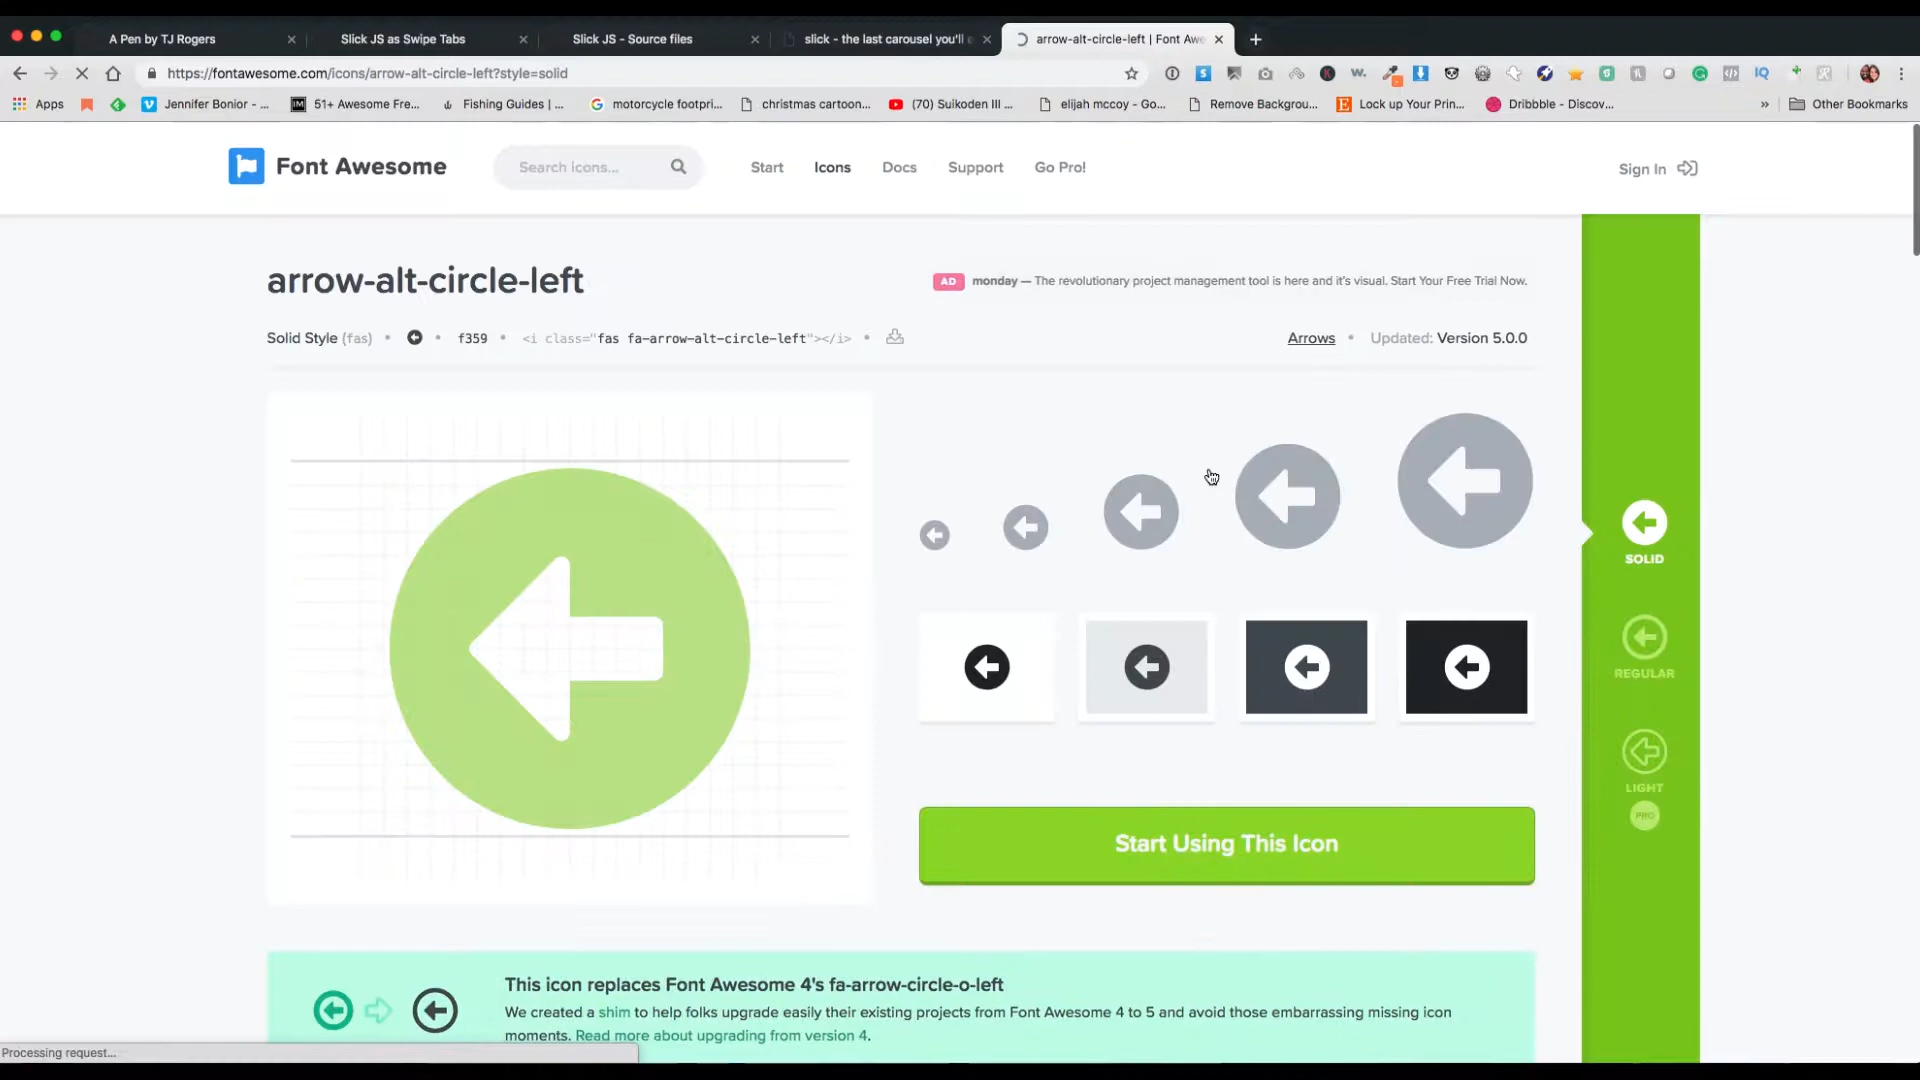 A Pen by TJ Rogers
Slick JS as Swipe Tabs
Slick JS - Source files
slick - the last carousel you'll
arrow-alt-circle-left | Font Awe
https://fontawesome.com/icons/arrow-alt-circle-left?style=solid
Apps
Jennifer Bonior - ...
51+ Awesome Fre...
Fishing Guides | ...
motorcycle footpri...
christmas cartoon...
(70) Suikoden III ...
elijah mccoy - Go...
Remove Backgrou...
Lock up Your Prin...
Dribbble - Discov...
» Other Bookmarks
Font Awesome
Search icons...
Start
Icons
Docs
Support
Go Pro!
Sign In
arrow-alt-circle-left
AD monday — The revolutionary project management tool is here and it's visual. Start Your Free Trial Now.
Solid Style (fas) • • f359 • <i class="fas fa-arrow-alt-circle-left"></i> •
Arrows • Updated: Version 5.0.0
SOLID
REGULAR
LIGHT
PRO
Start Using This Icon
This icon replaces Font Awesome 4's fa-arrow-circle-o-left
We created a shim to help folks upgrade easily their existing projects from Font Awesome 4 to 5 and avoid those embarrassing missing icon
moments. Read more about upgrading from version 4.
Processing request...